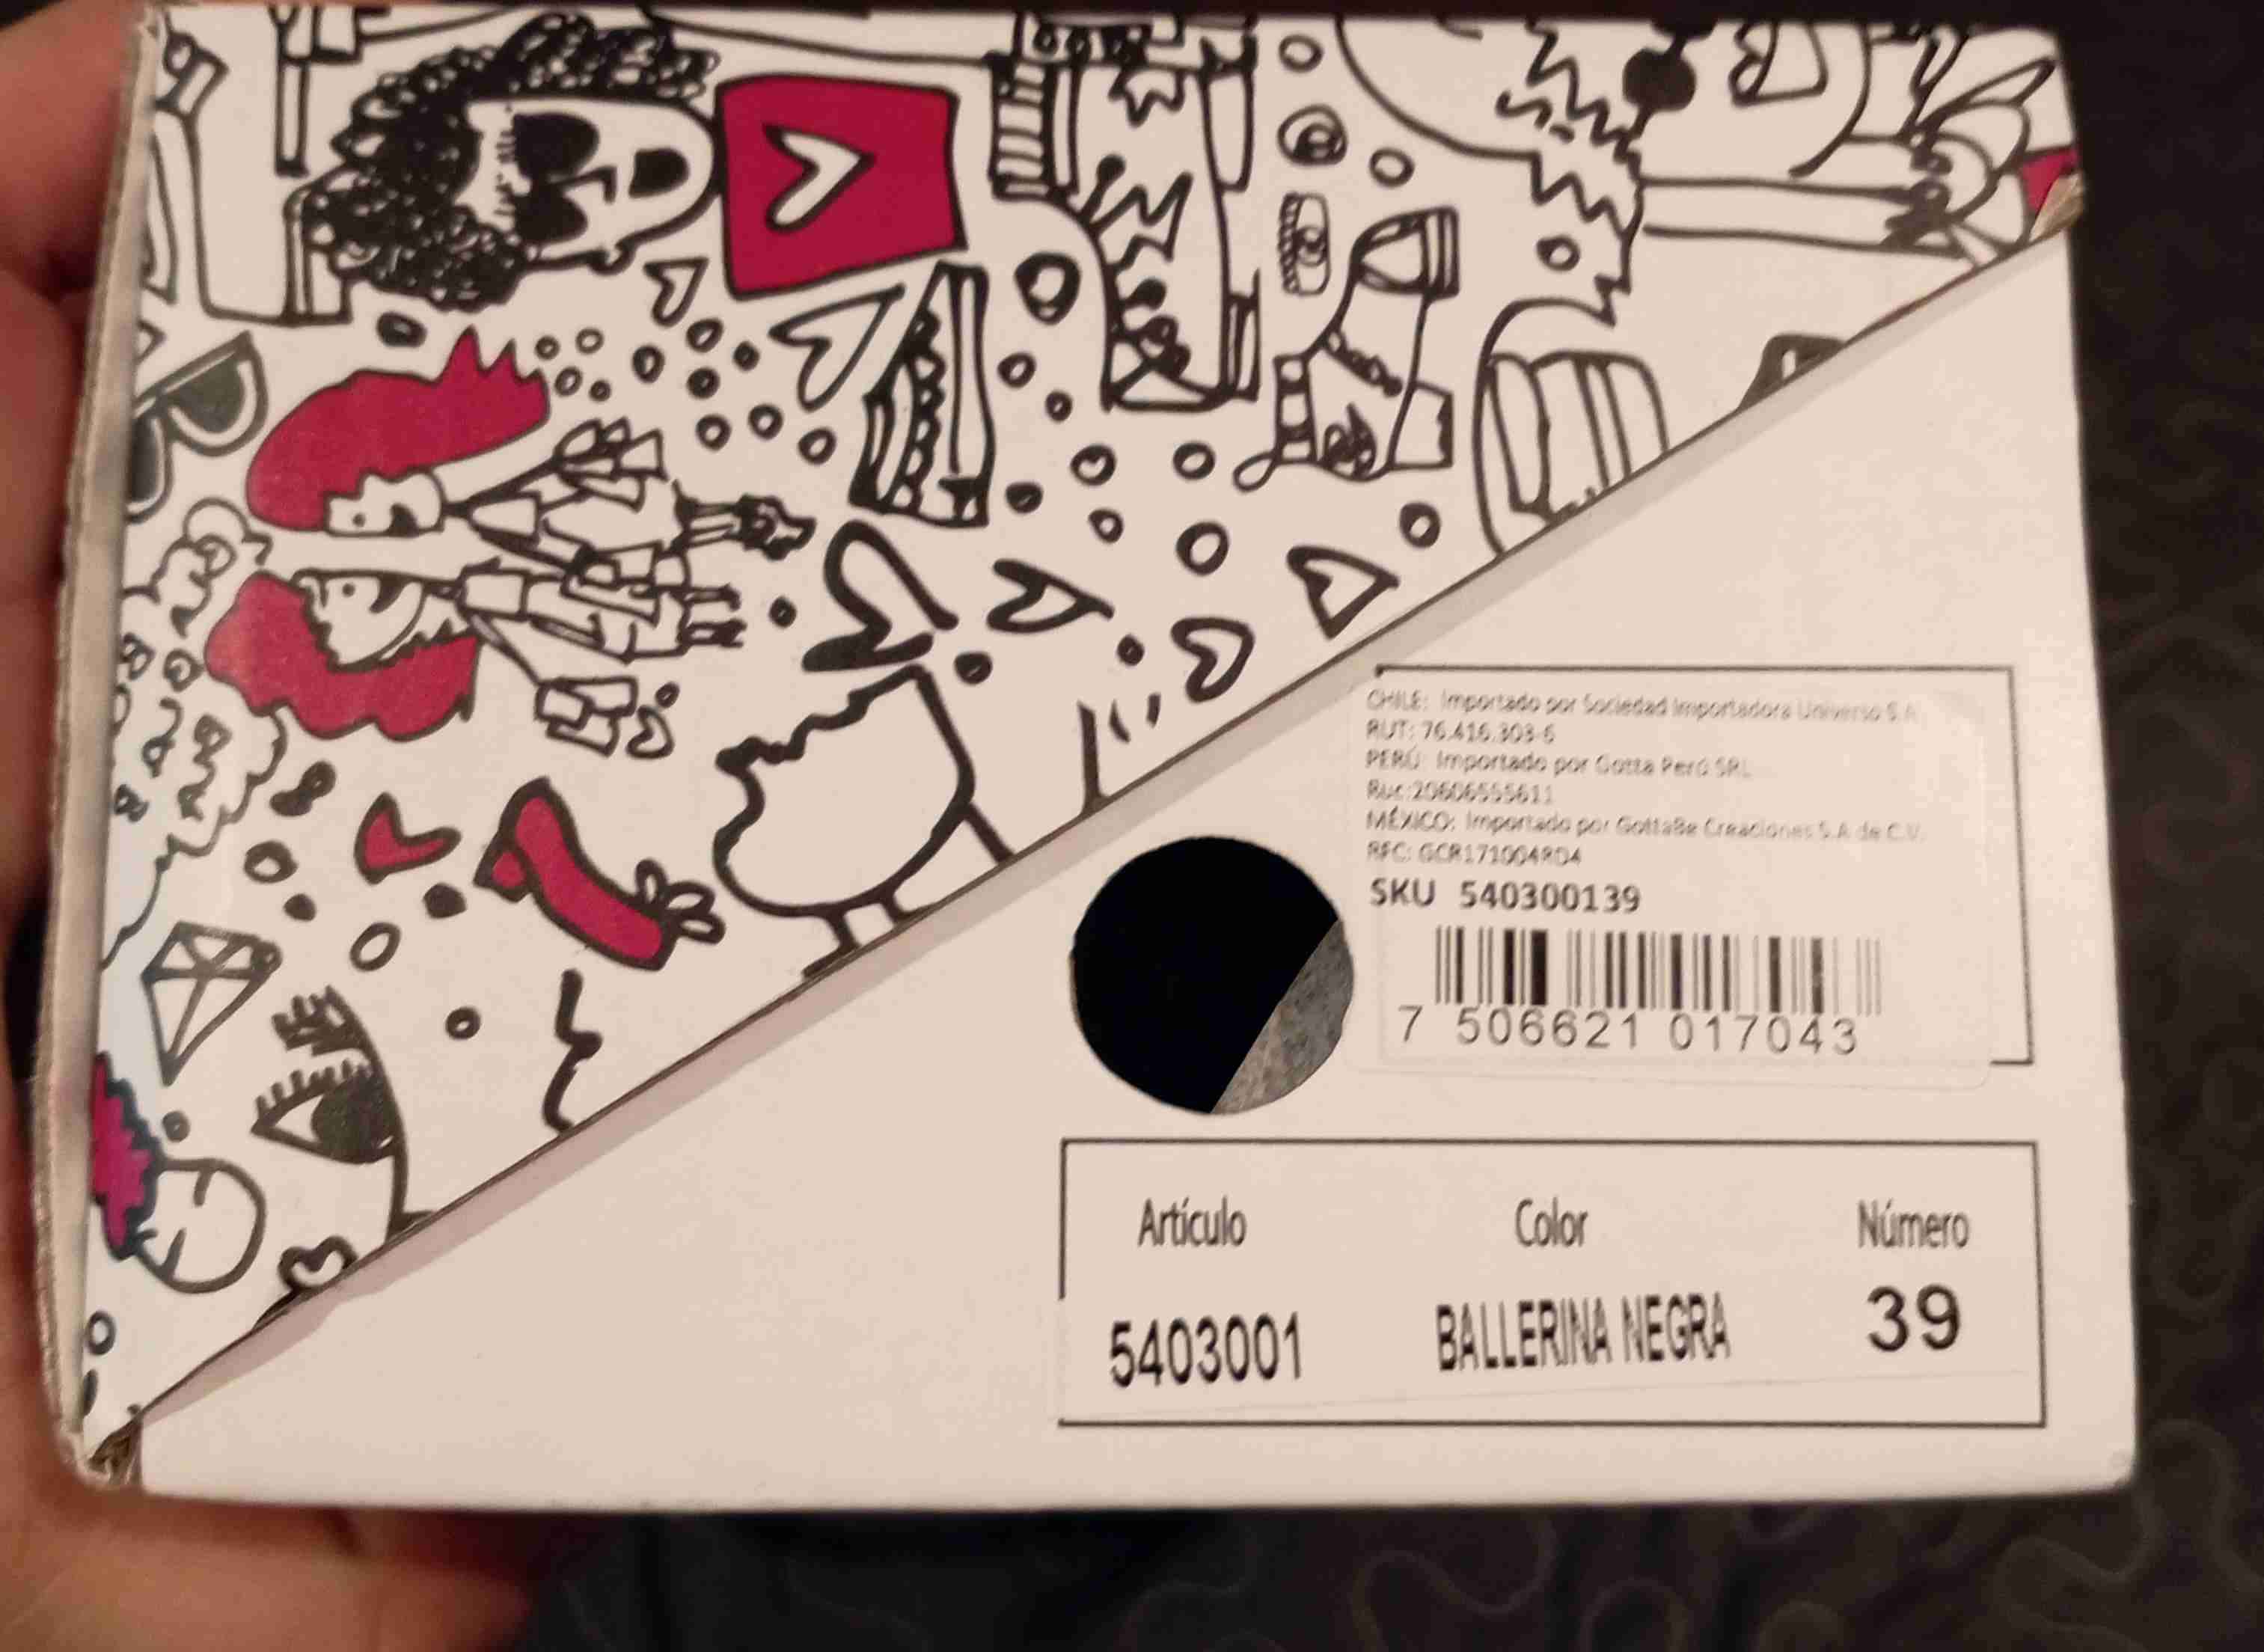 CHILE: Importado por Sociedad Importadora Universo S.A
RUT: 76.416.303-6
PERÚ: Importado por Gotta Perú SRL
Ruc:20606555611
MÉXICO: Importado por GottaBe Creaciones S.A de C.V.
RFC: GCR171004RD4
SKU 540300139
7 506621 017043
Artículo Color Número
5403001 BALLERINA NEGRA 39